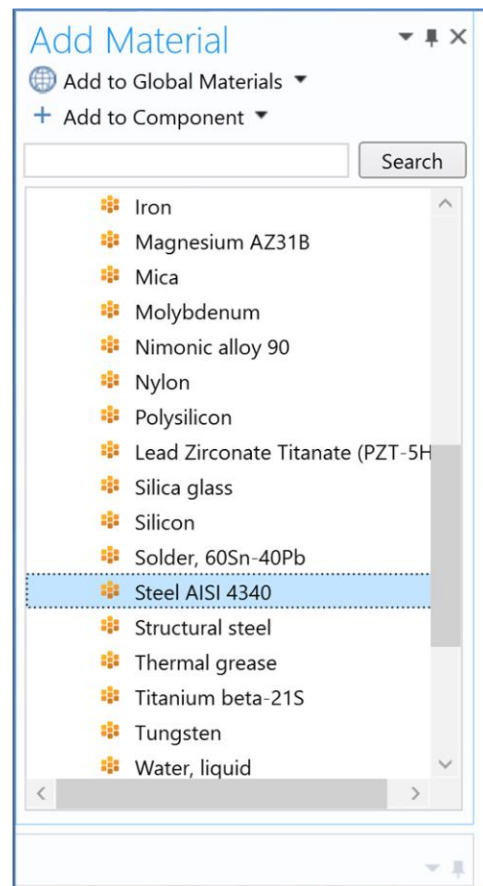 Add Material
Add to Global Materials
+ Add to Component
Search
Iron
Magnesium AZ31B
Mica
Molybdenum
Nimonic alloy 90
Nylon
Polysilicon
Lead Zirconate Titanate (PZT-5H
Silica glass
Silicon
Solder, 60Sn-40Pb
Steel AISI 4340
Structural steel
Thermal grease
Titanium beta-21S
Tungsten
Water, liquid